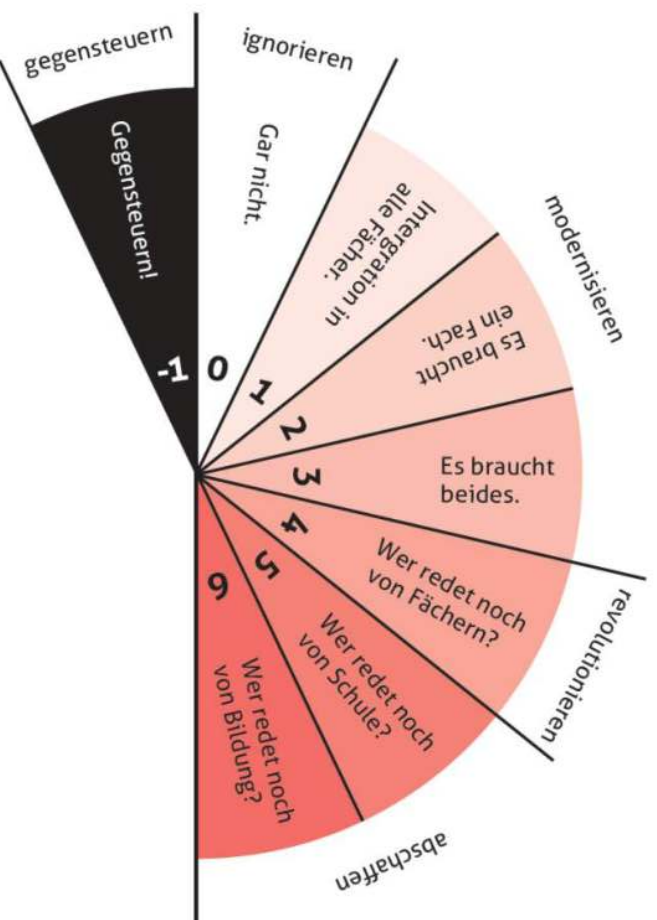 gegensteuern
Gegensteuern!
-1
ignorieren
Gar nicht.
0
modernisieren
Intergration in
alle Fächer.
1
Es braucht
ein Fach.
2
Es braucht
beides.
3
revolutionieren
Wer redet noch
von Fächern?
4
abschaffen
Wer redet noch
von Schule?
5
Wer redet noch
von Bildung?
6